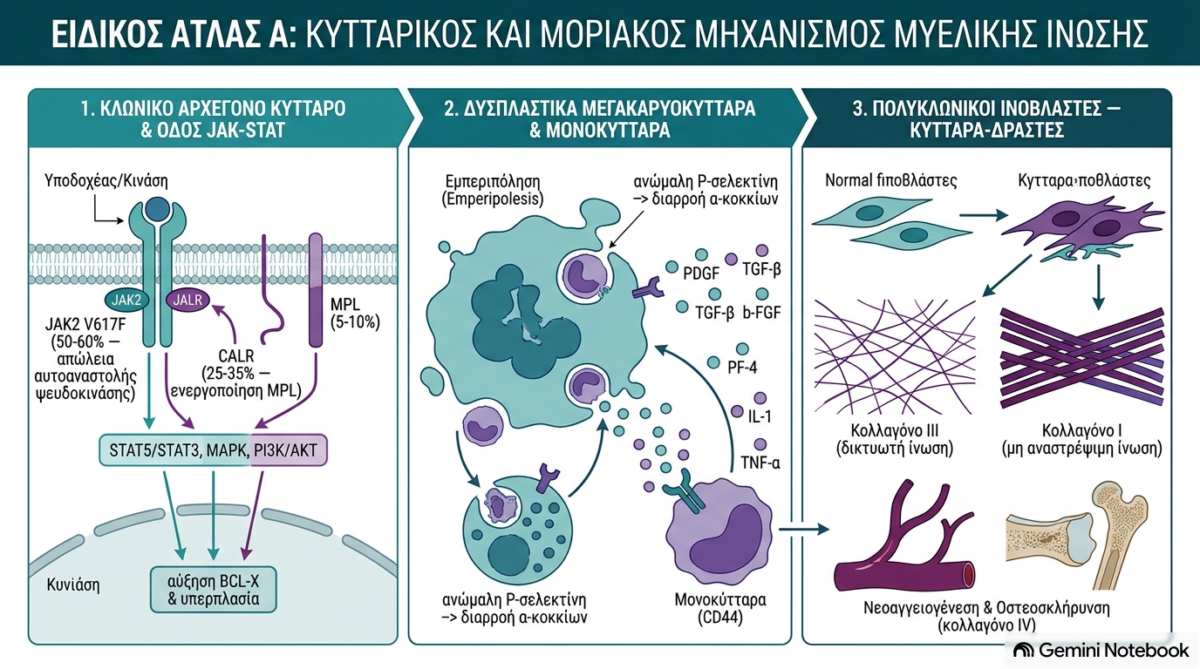 ΕΙΔΙΚΟΣ ΑΤΛΑΣ Α: ΚΥΤΤΑΡΙΚΟΣ ΚΑΙ ΜΟΡΙΑΚΟΣ ΜΗΧΑΝΙΣΜΟΣ ΜΥΕΛΙΚΗΣ ΙΝΩΣΗΣ
1. ΚΛΩΝΙΚΟ ΑΡΧΕΓΟΝΟ ΚΥΤΤΑΡΟ
& ΟΔΟΣ JAK-STAT
Υποδοχέας/Κινάση
JAK2
JALR
MPL
(5-10%)
JAK2 V617F
(50-60% —
απώλεια
αυτοαναστολής
ψευδοκινάσης)
CALR
(25-35% —
ενεργοποίηση MPL)
STAT5/STAT3, MAPK, PI3K/AKT
Κυνιάση
αύξηση BCL-X
& υπερπλασία
2. ΔΥΣΠΛΑΣΤΙΚΑ ΜΕΓΑΚΑΡΥΟΚΥΤΤΑΡΑ
& ΜΟΝΟΚΥΤΤΑΡΑ
Εμπεριπόληση
(Emperipolesis)
ανώμαλη P-σελεκτίνη
–> διαρροή α-κοκκίων
PDGF
TGF-β
TGF-β
b-FGF
PF-4
IL-1
TNF-α
ανώμαλη P-σελεκτίνη
–> διαρροή α-κοκκίων
Μονοκύτταρα
(CD44)
3. ΠΟΛΥΚΛΩΝΙΚΟΙ ΙΝΟΒΛΑΣΤΕΣ —
ΚΥΤΤΑΡΑ-ΔΡΑΣΤΕΣ
Normal fιποβλάστες
Κυτταρα·ποθλάστες
Κολλαγόνο III
(δικτυωτή ίνωση)
Κολλαγόνο I
(μη αναστρέψιμη ίνωση)
Νεοαγγειογένεση & Οστεοσκλήρυνση
(κολλαγόνο IV)
Gemini Notebook